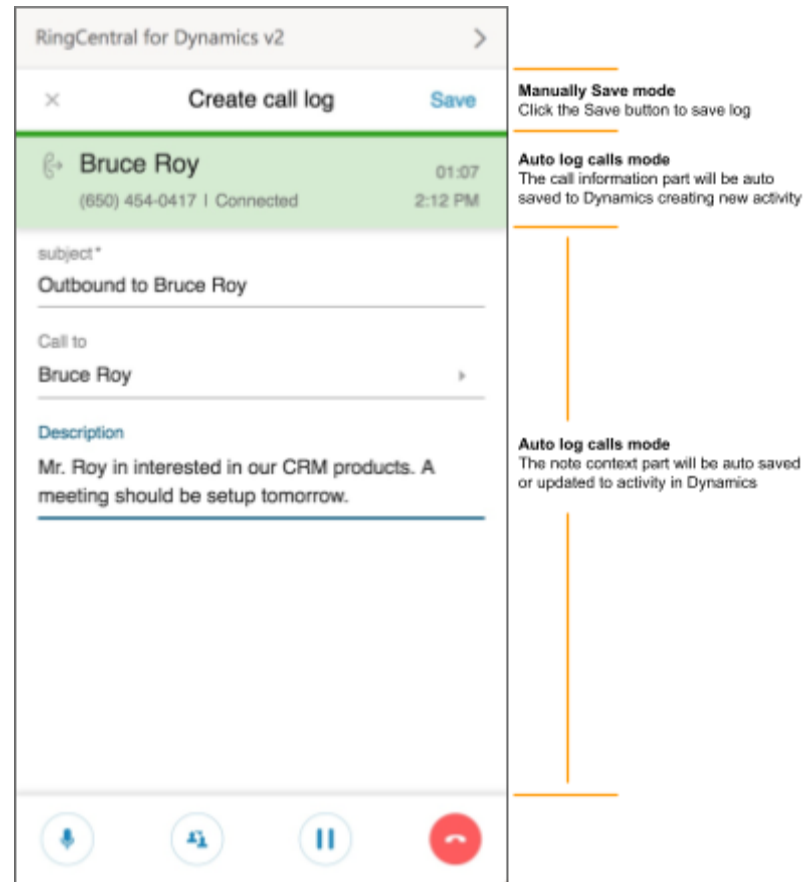 RingCentral for Dynamics v2
Create call log
Save
Bruce Roy
01:07
(650) 454-0417 | Connected
2:12 PM
subject*
Outbound to Bruce Roy
Call to
Bruce Roy
Description
Mr. Roy in interested in our CRM products. A
meeting should be setup tomorrow.
Manually Save mode
Click the Save button to save log
Auto log calls mode
The call information part will be auto
saved to Dynamics creating new activity
Auto log calls mode
The note context part will be auto saved
or updated to activity in Dynamics